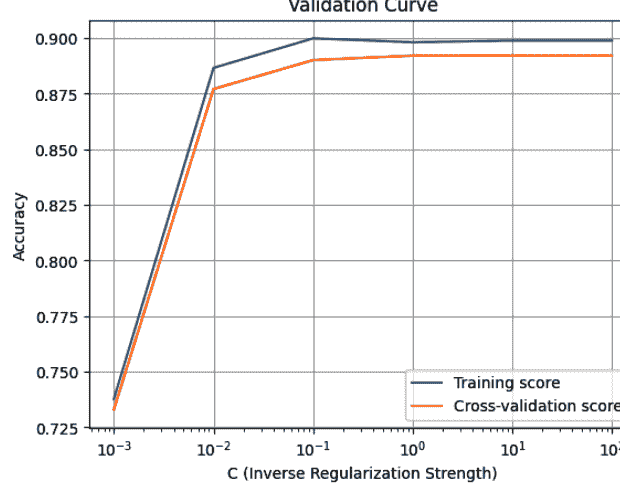 Validation Curve
0.900
0.875
0.850
0.825
0.800
0.775
0.750
0.725
Accuracy
10⁻³ 10⁻² 10⁻¹ 10⁰ 10¹ 10²
C (Inverse Regularization Strength)
Training score
Cross-validation score